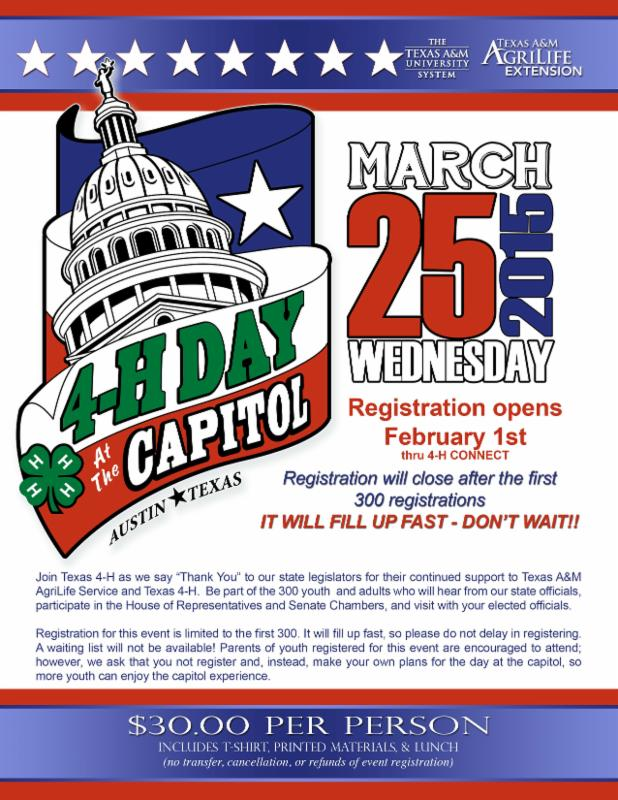 THE
TEXAS A&M
UNIVERSITY
SYSTEM
TEXAS A&M
AGRILIFE
EXTENSION
MARCH
25
2015
WEDNESDAY
4-H DAY
At The
CAPITOL
H H H H
AUSTIN★TEXAS
Registration opens
February 1st
thru 4-H CONNECT
Registration will close after the first
300 registrations
IT WILL FILL UP FAST - DON'T WAIT!!
Join Texas 4-H as we say “Thank You” to our state legislators for their continued support to Texas A&M
AgriLife Service and Texas 4-H. Be part of the 300 youth and adults who will hear from our state officials,
participate in the House of Representatives and Senate Chambers, and visit with your elected officials.
Registration for this event is limited to the first 300. It will fill up fast, so please do not delay in registering.
A waiting list will not be available! Parents of youth registered for this event are encouraged to attend;
however, we ask that you not register and, instead, make your own plans for the day at the capitol, so
more youth can enjoy the capitol experience.
$30.00 PER PERSON
INCLUDES T-SHIRT, PRINTED MATERIALS, & LUNCH
(no transfer, cancellation, or refunds of event registration)